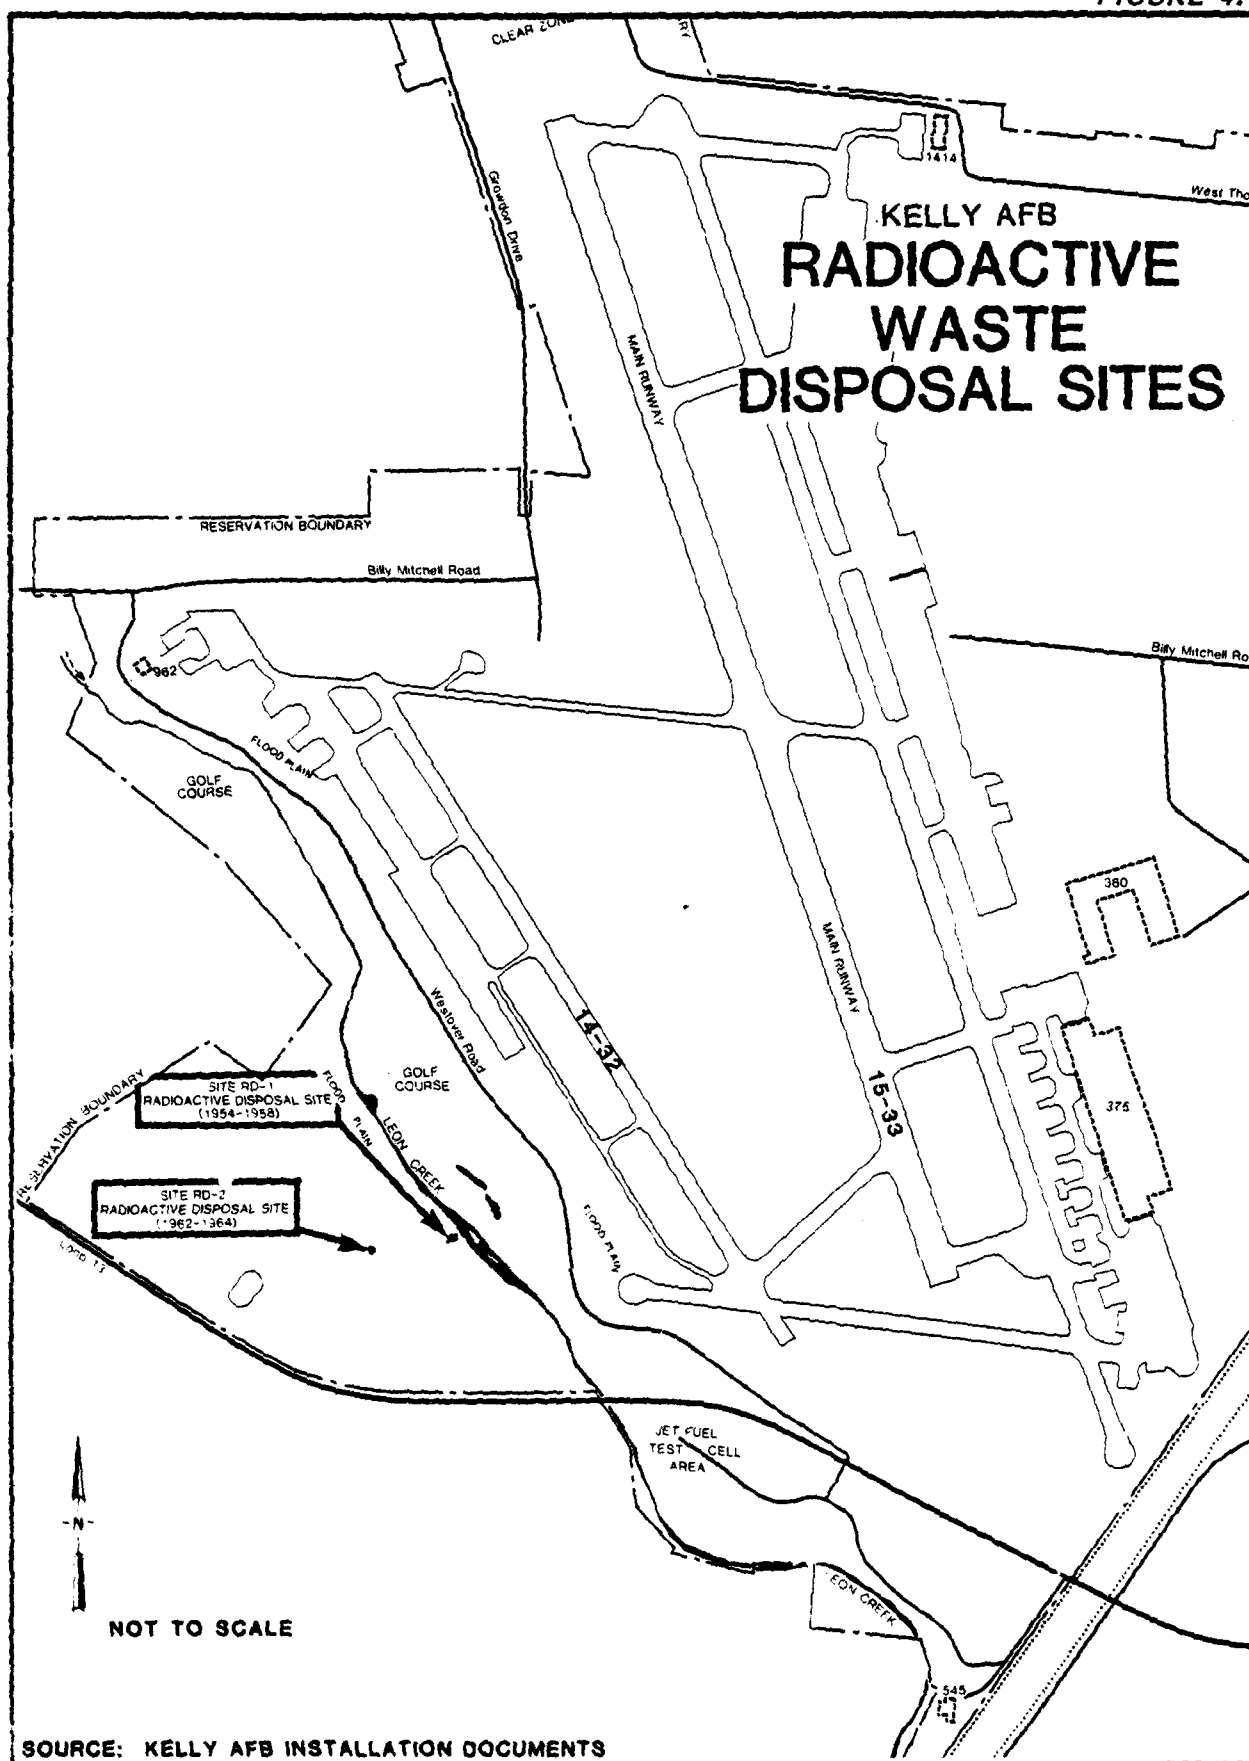 FIGURE 4.
CLEAR ZONE
RY
1414
West Tho
Growdon Drive
KELLY AFB
RADIOACTIVE
WASTE
DISPOSAL SITES
MAIN RUNWAY
RESERVATION BOUNDARY
Billy Mitchell Road
Billy Mitchell Ro
962
FLOOD PLAIN
GOLF
COURSE
380
MAIN RUNWAY
Westover Road
14-32
GOLF
COURSE
15-33
375
RESERVATION BOUNDARY
SITE RD-1
RADIOACTIVE DISPOSAL SITE
(1954-1958)
FLOOD
PLAIN
LEON CREEK
SITE RD-2
RADIOACTIVE DISPOSAL SITE
(1962-1964)
FLOOD PLAIN
LOOP 13
JET FUEL
TEST CELL
AREA
-N-
EON CREEK
NOT TO SCALE
545
SOURCE: KELLY AFB INSTALLATION DOCUMENTS